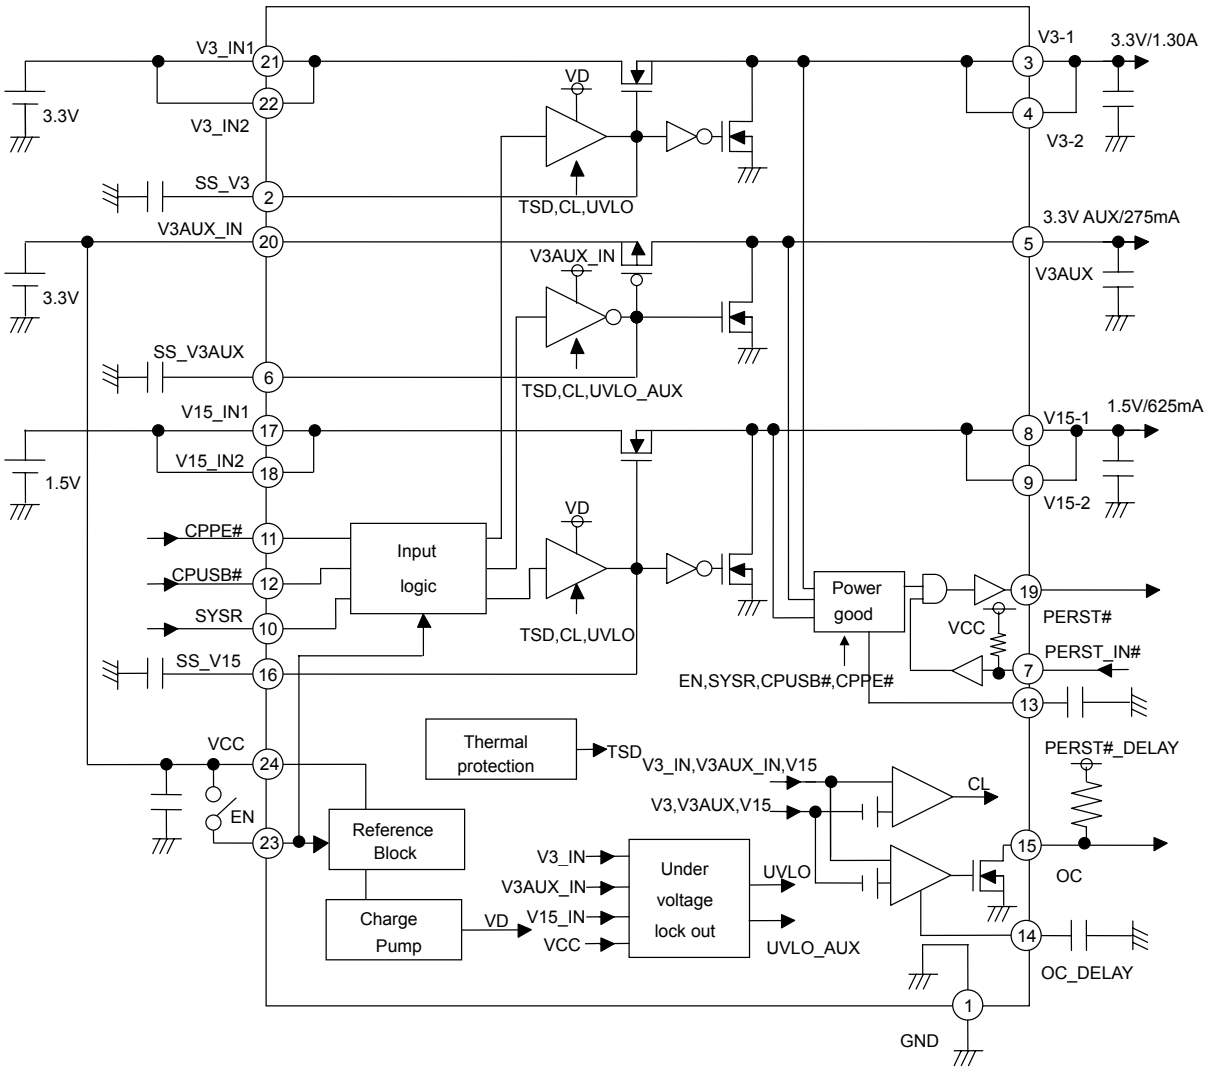 V3_IN1
21
V3-1
3
3.3V/1.30A
VD
3.3V
22
V3_IN2
4
V3-2
SS_V3
2
TSD,CL,UVLO
V3AUX_IN
20
3.3V AUX/275mA
5
V3AUX_IN
V3AUX
3.3V
SS_V3AUX
6
TSD,CL,UVLO_AUX
V15_IN1
17
V15-1
8
1.5V/625mA
V15_IN2
18
1.5V
9
V15-2
VD
CPPE#
11
Input
logic
CPUSB#
12
Power
good
19
PERST#
SYSR
10
TSD,CL,UVLO
VCC
SS_V15
16
PERST_IN#
7
EN,SYSR,CPUSB#,CPPE#
13
VCC
24
Thermal
protection
TSD
PERST#_DELAY
V3_IN,V3AUX_IN,V15
CL
V3,V3AUX,V15
EN
23
Reference
Block
15
OC
V3_IN
V3AUX_IN
V15_IN
VCC
Under
voltage
lock out
UVLO
UVLO_AUX
Charge
Pump
VD
14
OC_DELAY
1
GND